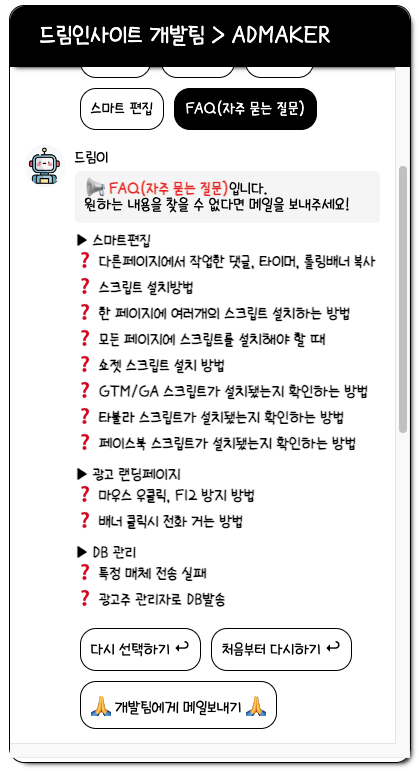 드림인사이트 개발팀 > ADMAKER
스마트 편집
FAQ(자주 묻는 질문)
드림이
📢 FAQ(자주 묻는 질문)입니다.
원하는 내용을 찾을 수 없다면 메일을 보내주세요!
▶ 스마트편집
❓ 다른페이지에서 작업한 댓글, 타이머, 롤링배너 복사
❓ 스크립트 설치방법
❓ 한 페이지에 여러개의 스크립트 설치하는 방법
❓ 모든 페이지에 스크립트를 설치해야 할 때
❓ 쇼젯 스크립트 설치 방법
❓ GTM/GA 스크립트가 설치됐는지 확인하는 방법
❓ 타불라 스크립트가 설치됐는지 확인하는 방법
❓ 페이스북 스크립트가 설치됐는지 확인하는 방법
▶ 광고 랜딩페이지
❓ 마우스 우클릭, F12 방지 방법
❓ 배너 클릭시 전화 거는 방법
▶ DB 관리
❓ 특정 매체 전송 실패
❓ 광고주 관리자로 DB발송
다시 선택하기 ↩
처음부터 다시하기 ↩
🙏 개발팀에게 메일보내기 🙏